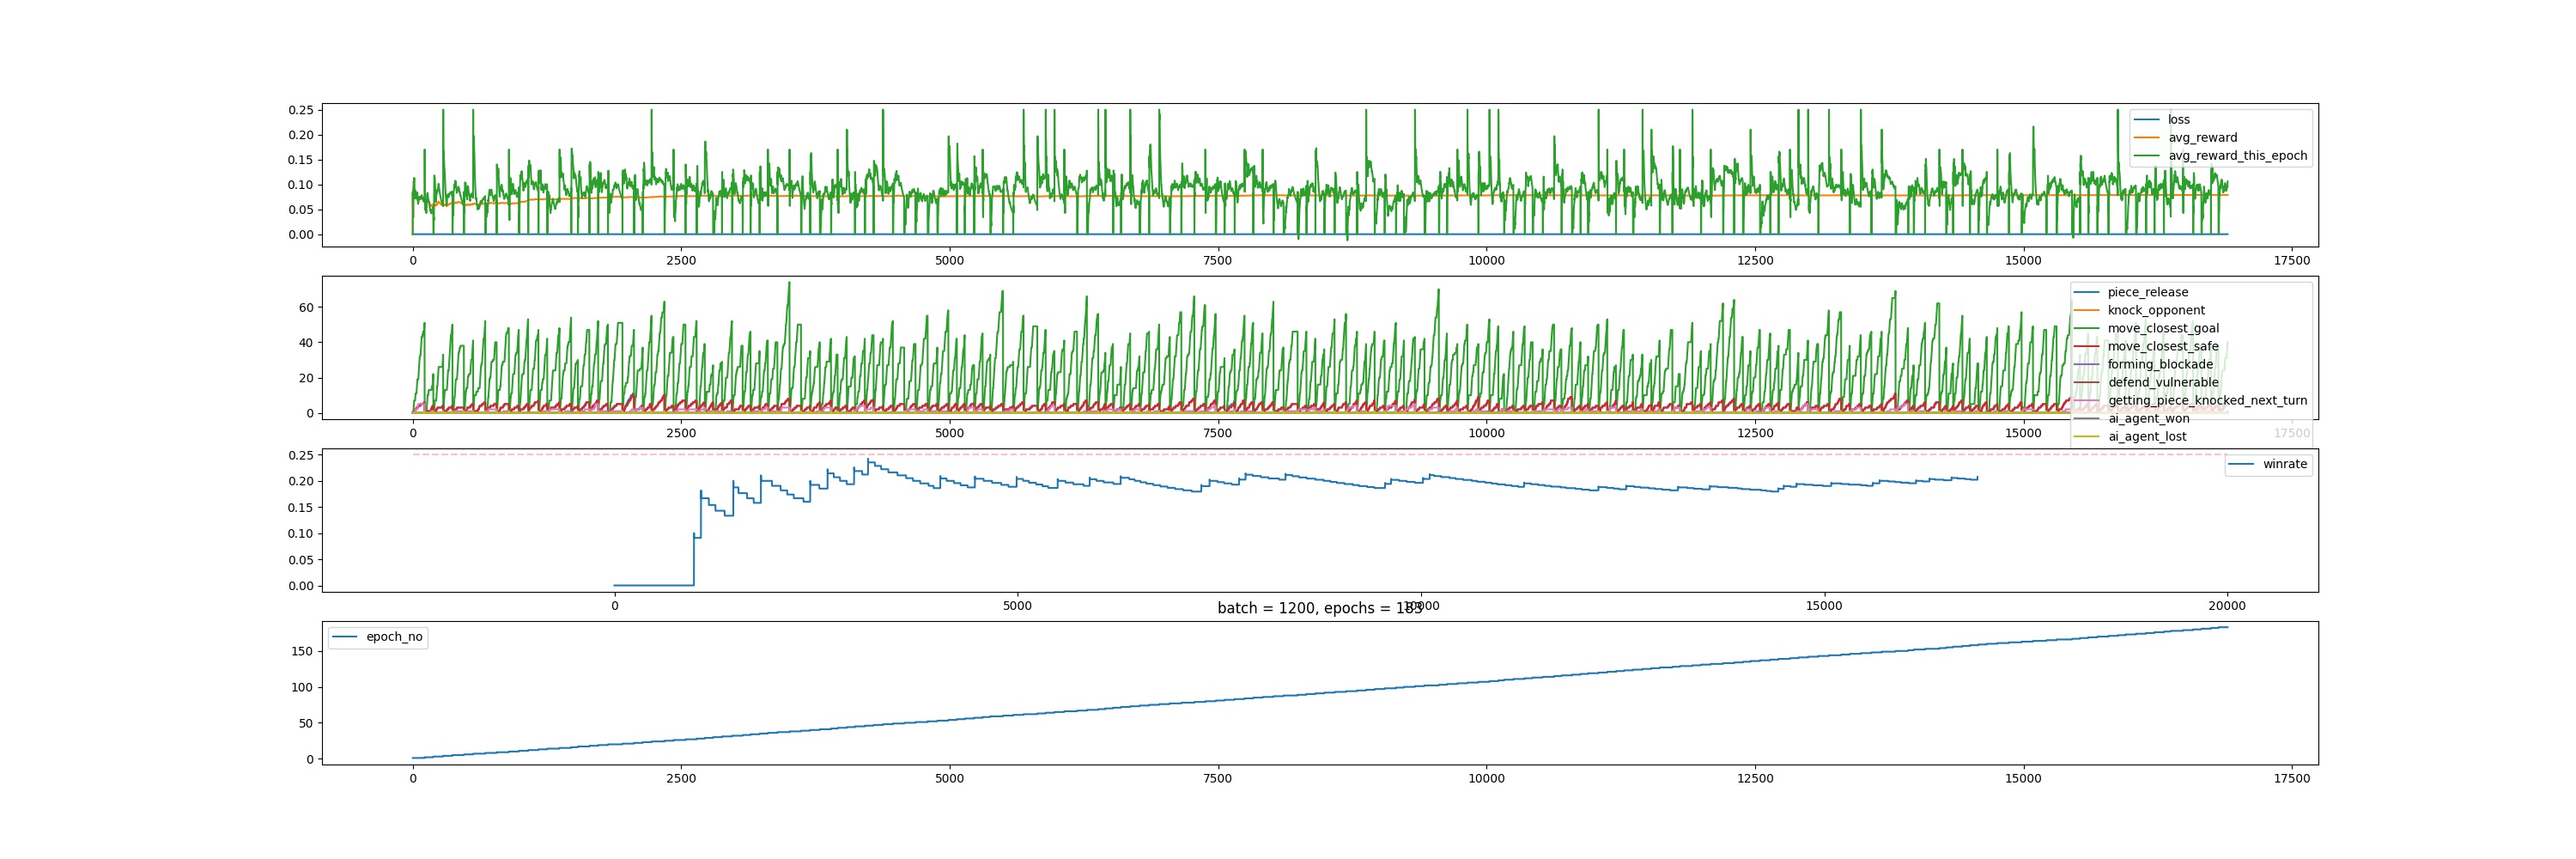 0.25
0.20
0.15
0.10
0.05
0.00
loss
avg_reward
avg_reward_this_epoch
0 2500 5000 7500 10000 12500 15000 17500
60
40
20
0
piece_release
knock_opponent
move_closest_goal
move_closest_safe
forming_blockade
defend_vulnerable
getting_piece_knocked_next_turn
ai_agent_won
ai_agent_lost
0 2500 5000 7500 10000 12500 15000 17500
0.25
0.20
0.15
0.10
0.05
0.00
winrate
0 5000 10000 15000 20000
batch = 1200, epochs = 183
epoch_no
150
100
50
0
0 2500 5000 7500 10000 12500 15000 17500